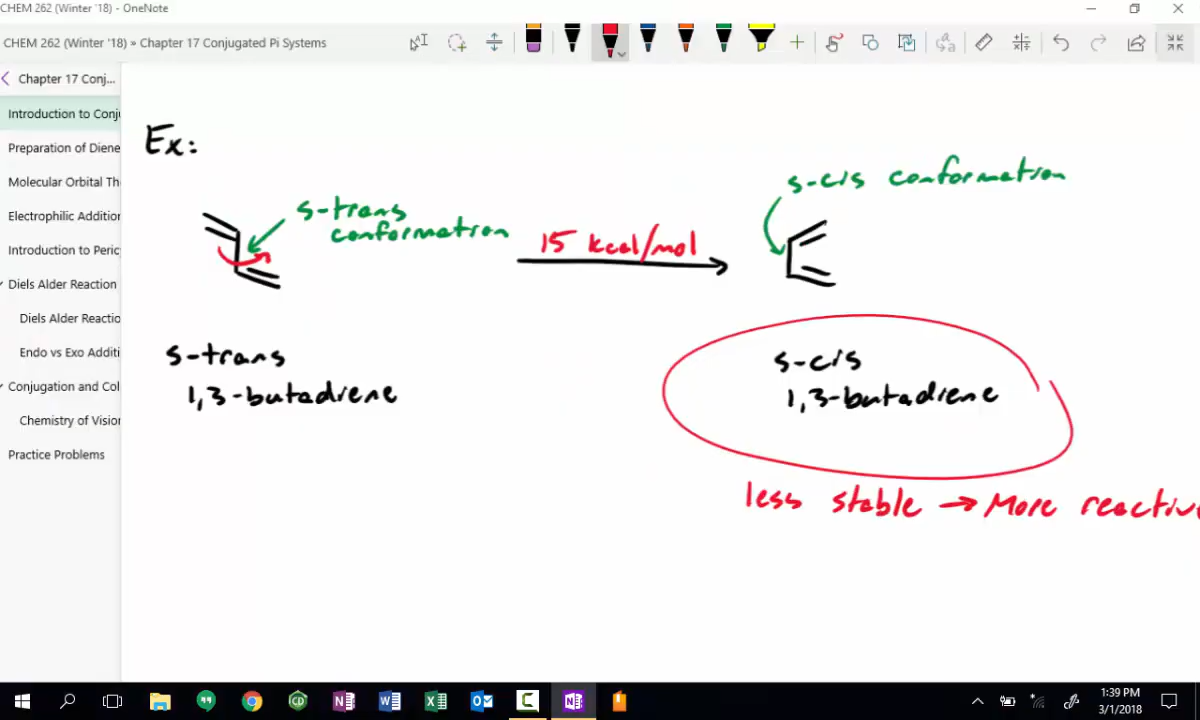 CHEM 262 (Winter '18) - OneNote
CHEM 262 (Winter '18) » Chapter 17 Conjugated Pi Systems
Chapter 17 Conj...
Introduction to Conju
Preparation of Diene
Molecular Orbital Th
Electrophilic Addition
Introduction to Peric
Diels Alder Reaction
Diels Alder Reactio
Endo vs Exo Additi
Conjugation and Col
Chemistry of Vision
Practice Problems
Ex:
s-trans
conformation
15 kcal/mol
s-cis conformation
s-trans
1,3-butadiene
s-cis
1,3-butadiene
less stable → More reactive
1:39 PM
3/1/2018